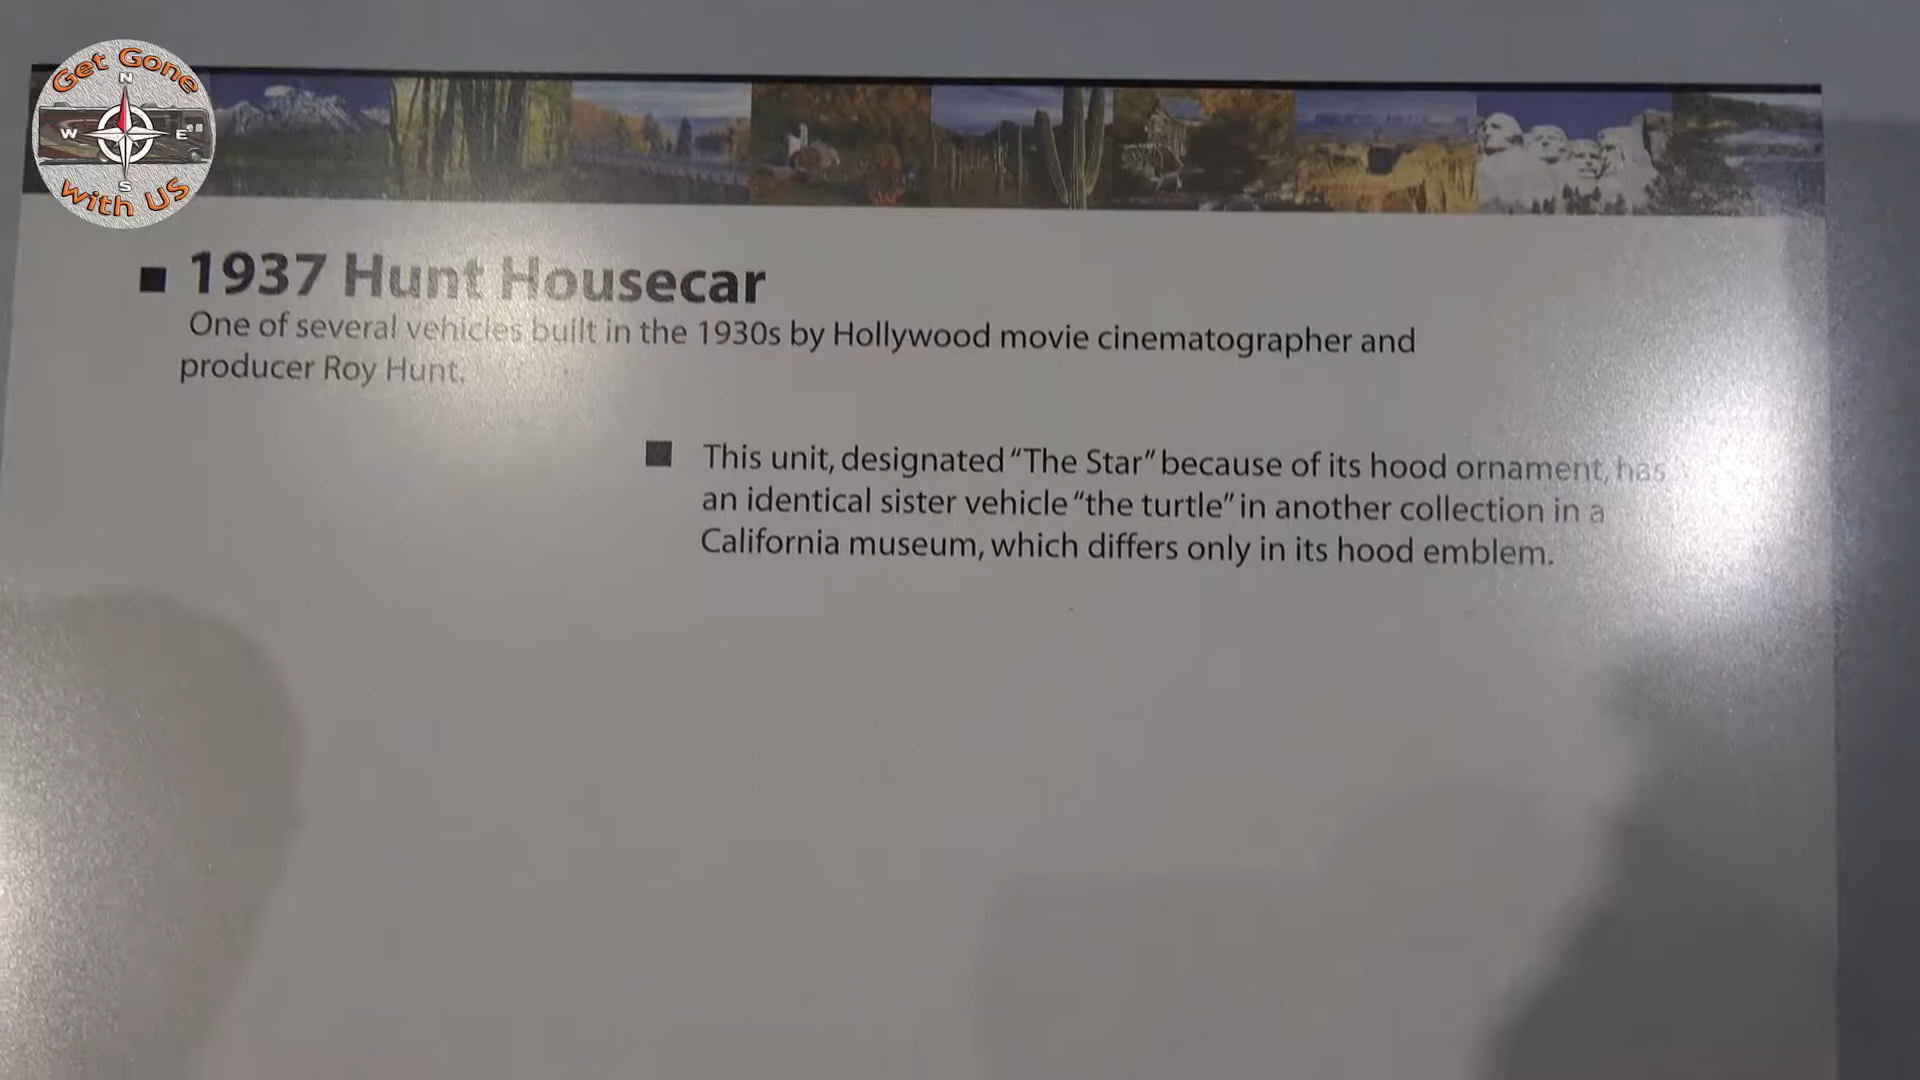 Get Gone
N
W E
S
With US
1937 Hunt Housecar
One of several vehicles built in the 1930s by Hollywood movie cinematographer and
producer Roy Hunt.
This unit, designated “The Star” because of its hood ornament, has
an identical sister vehicle “the turtle” in another collection in a
California museum, which differs only in its hood emblem.